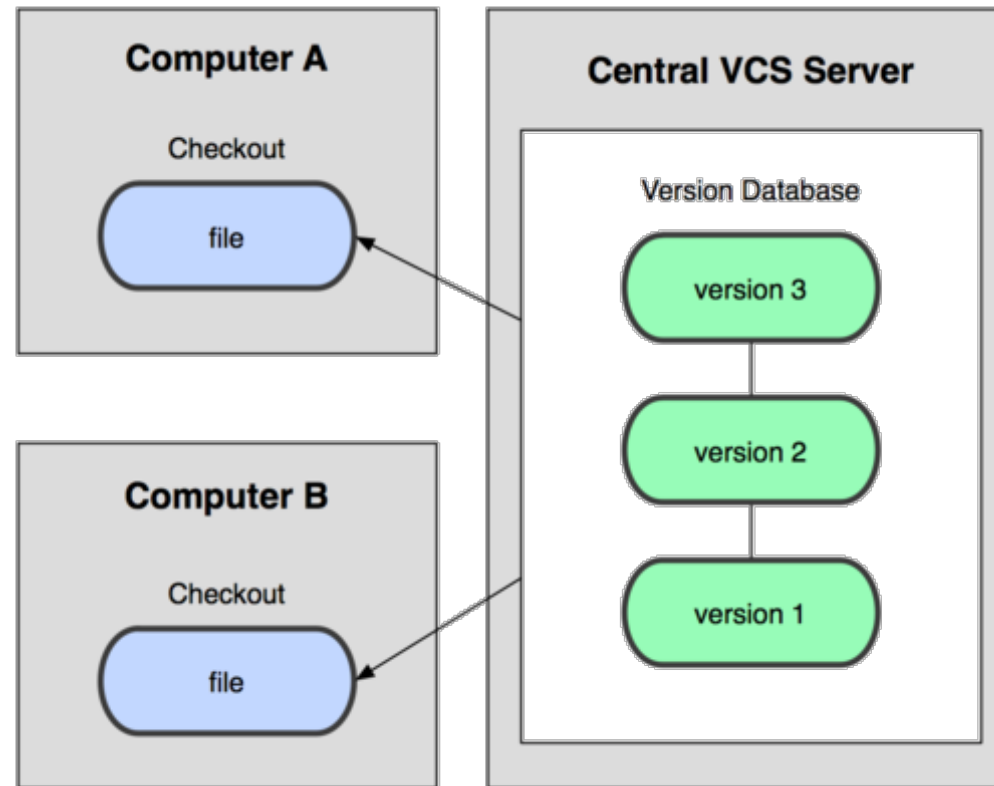 Computer A
Checkout
file
Computer B
Checkout
file
Central VCS Server
Version Database
version 3
version 2
version 1